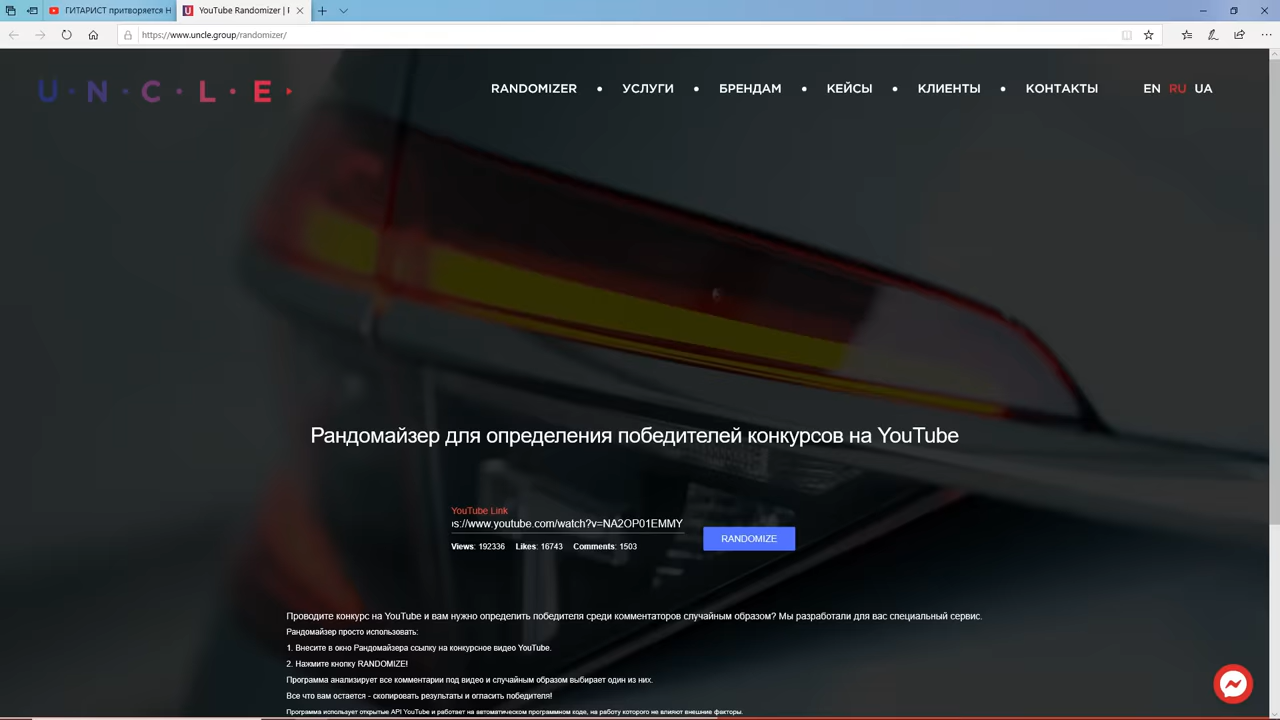 ГИТАРИСТ притворяется Н
YouTube Randomizer | F
https://www.uncle.group/randomizer/
U·N·C·L·E
RANDOMIZER • УСЛУГИ • БРЕНДАМ • КЕЙСЫ • КЛИЕНТЫ • КОНТАКТЫ EN RU UA
Рандомайзер для определения победителей конкурсов на YouTube
YouTube Link
s://www.youtube.com/watch?v=NA2OP01EMMY
RANDOMIZE
Views: 192336 Likes: 16743 Comments: 1503
Проводите конкурс на YouTube и вам нужно определить победителя среди комментаторов случайным образом? Мы разработали для вас специальный сервис.
Рандомайзер просто использовать:
1. Внесите в окно Рандомайзера ссылку на конкурсное видео YouTube.
2. Нажмите кнопку RANDOMIZE!
Программа анализирует все комментарии под видео и случайным образом выбирает один из них.
Все что вам остается - скопировать результаты и огласить победителя!
Программа использует открытые API YouTube и работает на автоматическом программном коде, на работу которого не влияют внешние факторы.